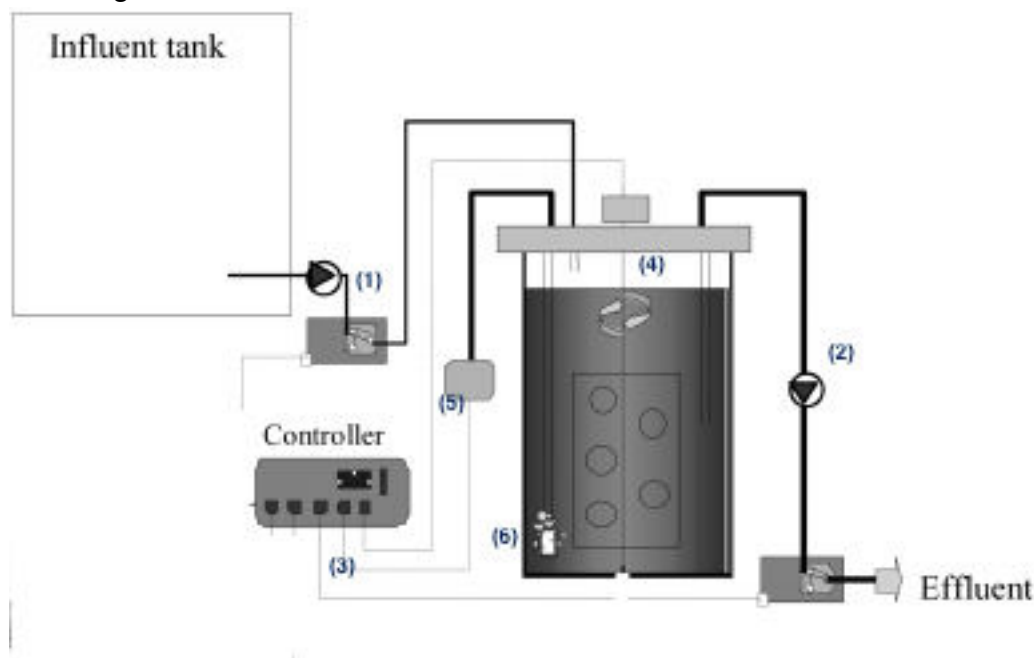 Influent tank
(1)
(4)
(2)
(5)
Controller
(6)
(3)
Effluent